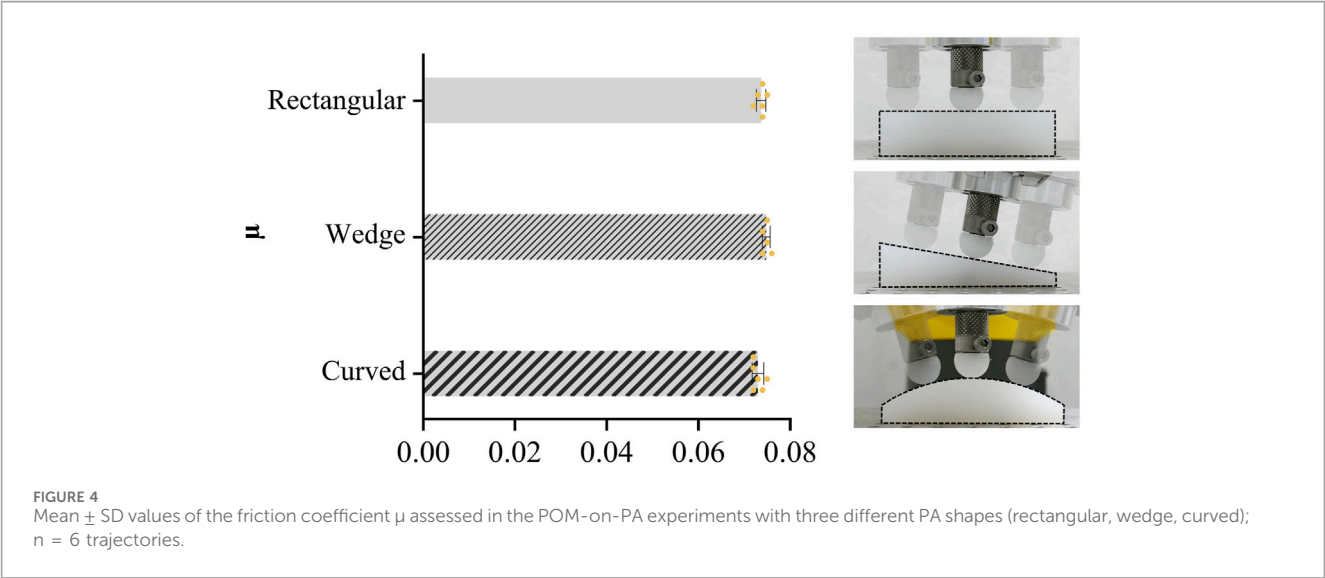 Rectangular
Wedge
μ
Curved
0.00 0.02 0.04 0.06 0.08
FIGURE 4
Mean ± SD values of the friction coefficient μ assessed in the POM-on-PA experiments with three different PA shapes (rectangular, wedge, curved);
n = 6 trajectories.